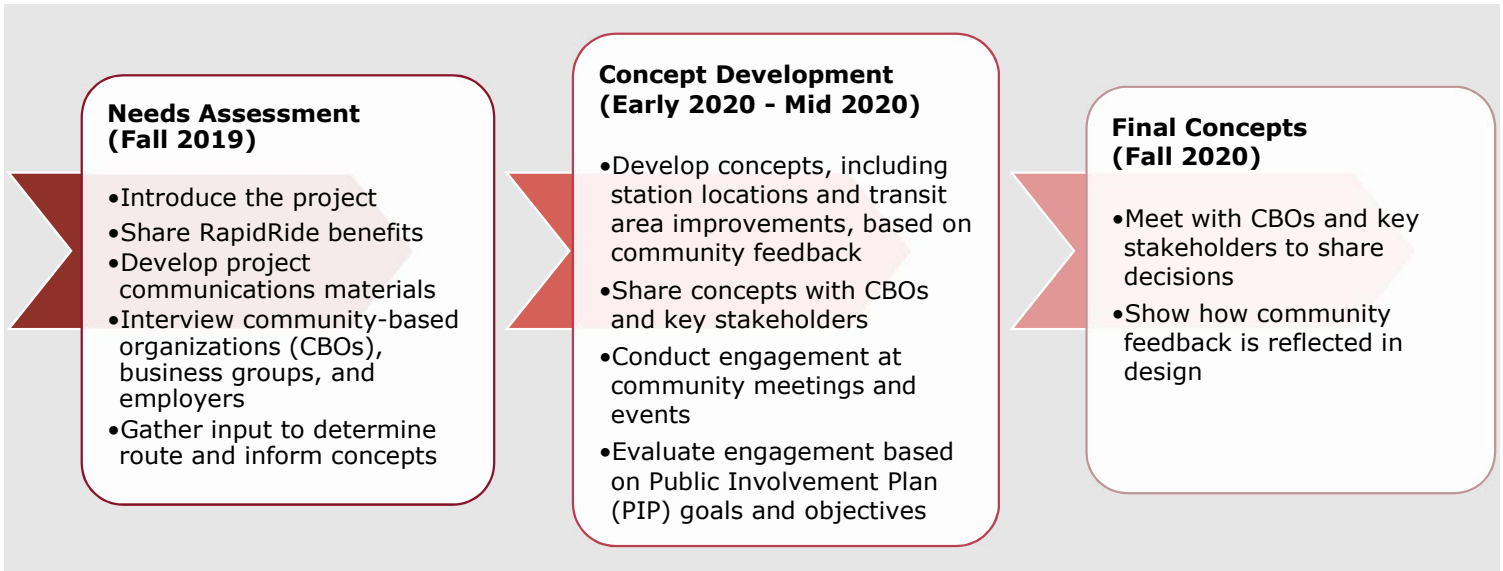 Needs Assessment
(Fall 2019)
•Introduce the project
•Share RapidRide benefits
•Develop project
communications materials
•Interview community-based
organizations (CBOs),
business groups, and
employers
•Gather input to determine
route and inform concepts
Concept Development
(Early 2020 - Mid 2020)
•Develop concepts, including
station locations and transit
area improvements, based on
community feedback
•Share concepts with CBOs
and key stakeholders
•Conduct engagement at
community meetings and
events
•Evaluate engagement based
on Public Involvement Plan
(PIP) goals and objectives
Final Concepts
(Fall 2020)
•Meet with CBOs and key
stakeholders to share
decisions
•Show how community
feedback is reflected in
design